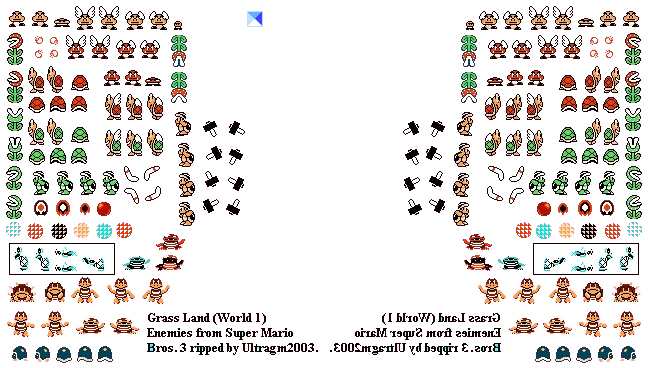 Grass Land (World 1)
Enemies from Super Mario
Bros. 3 ripped by Ultragm2003.
Grass Land (World 1)
Enemies from Super Mario
Bros. 3 ripped by Ultragm2003.